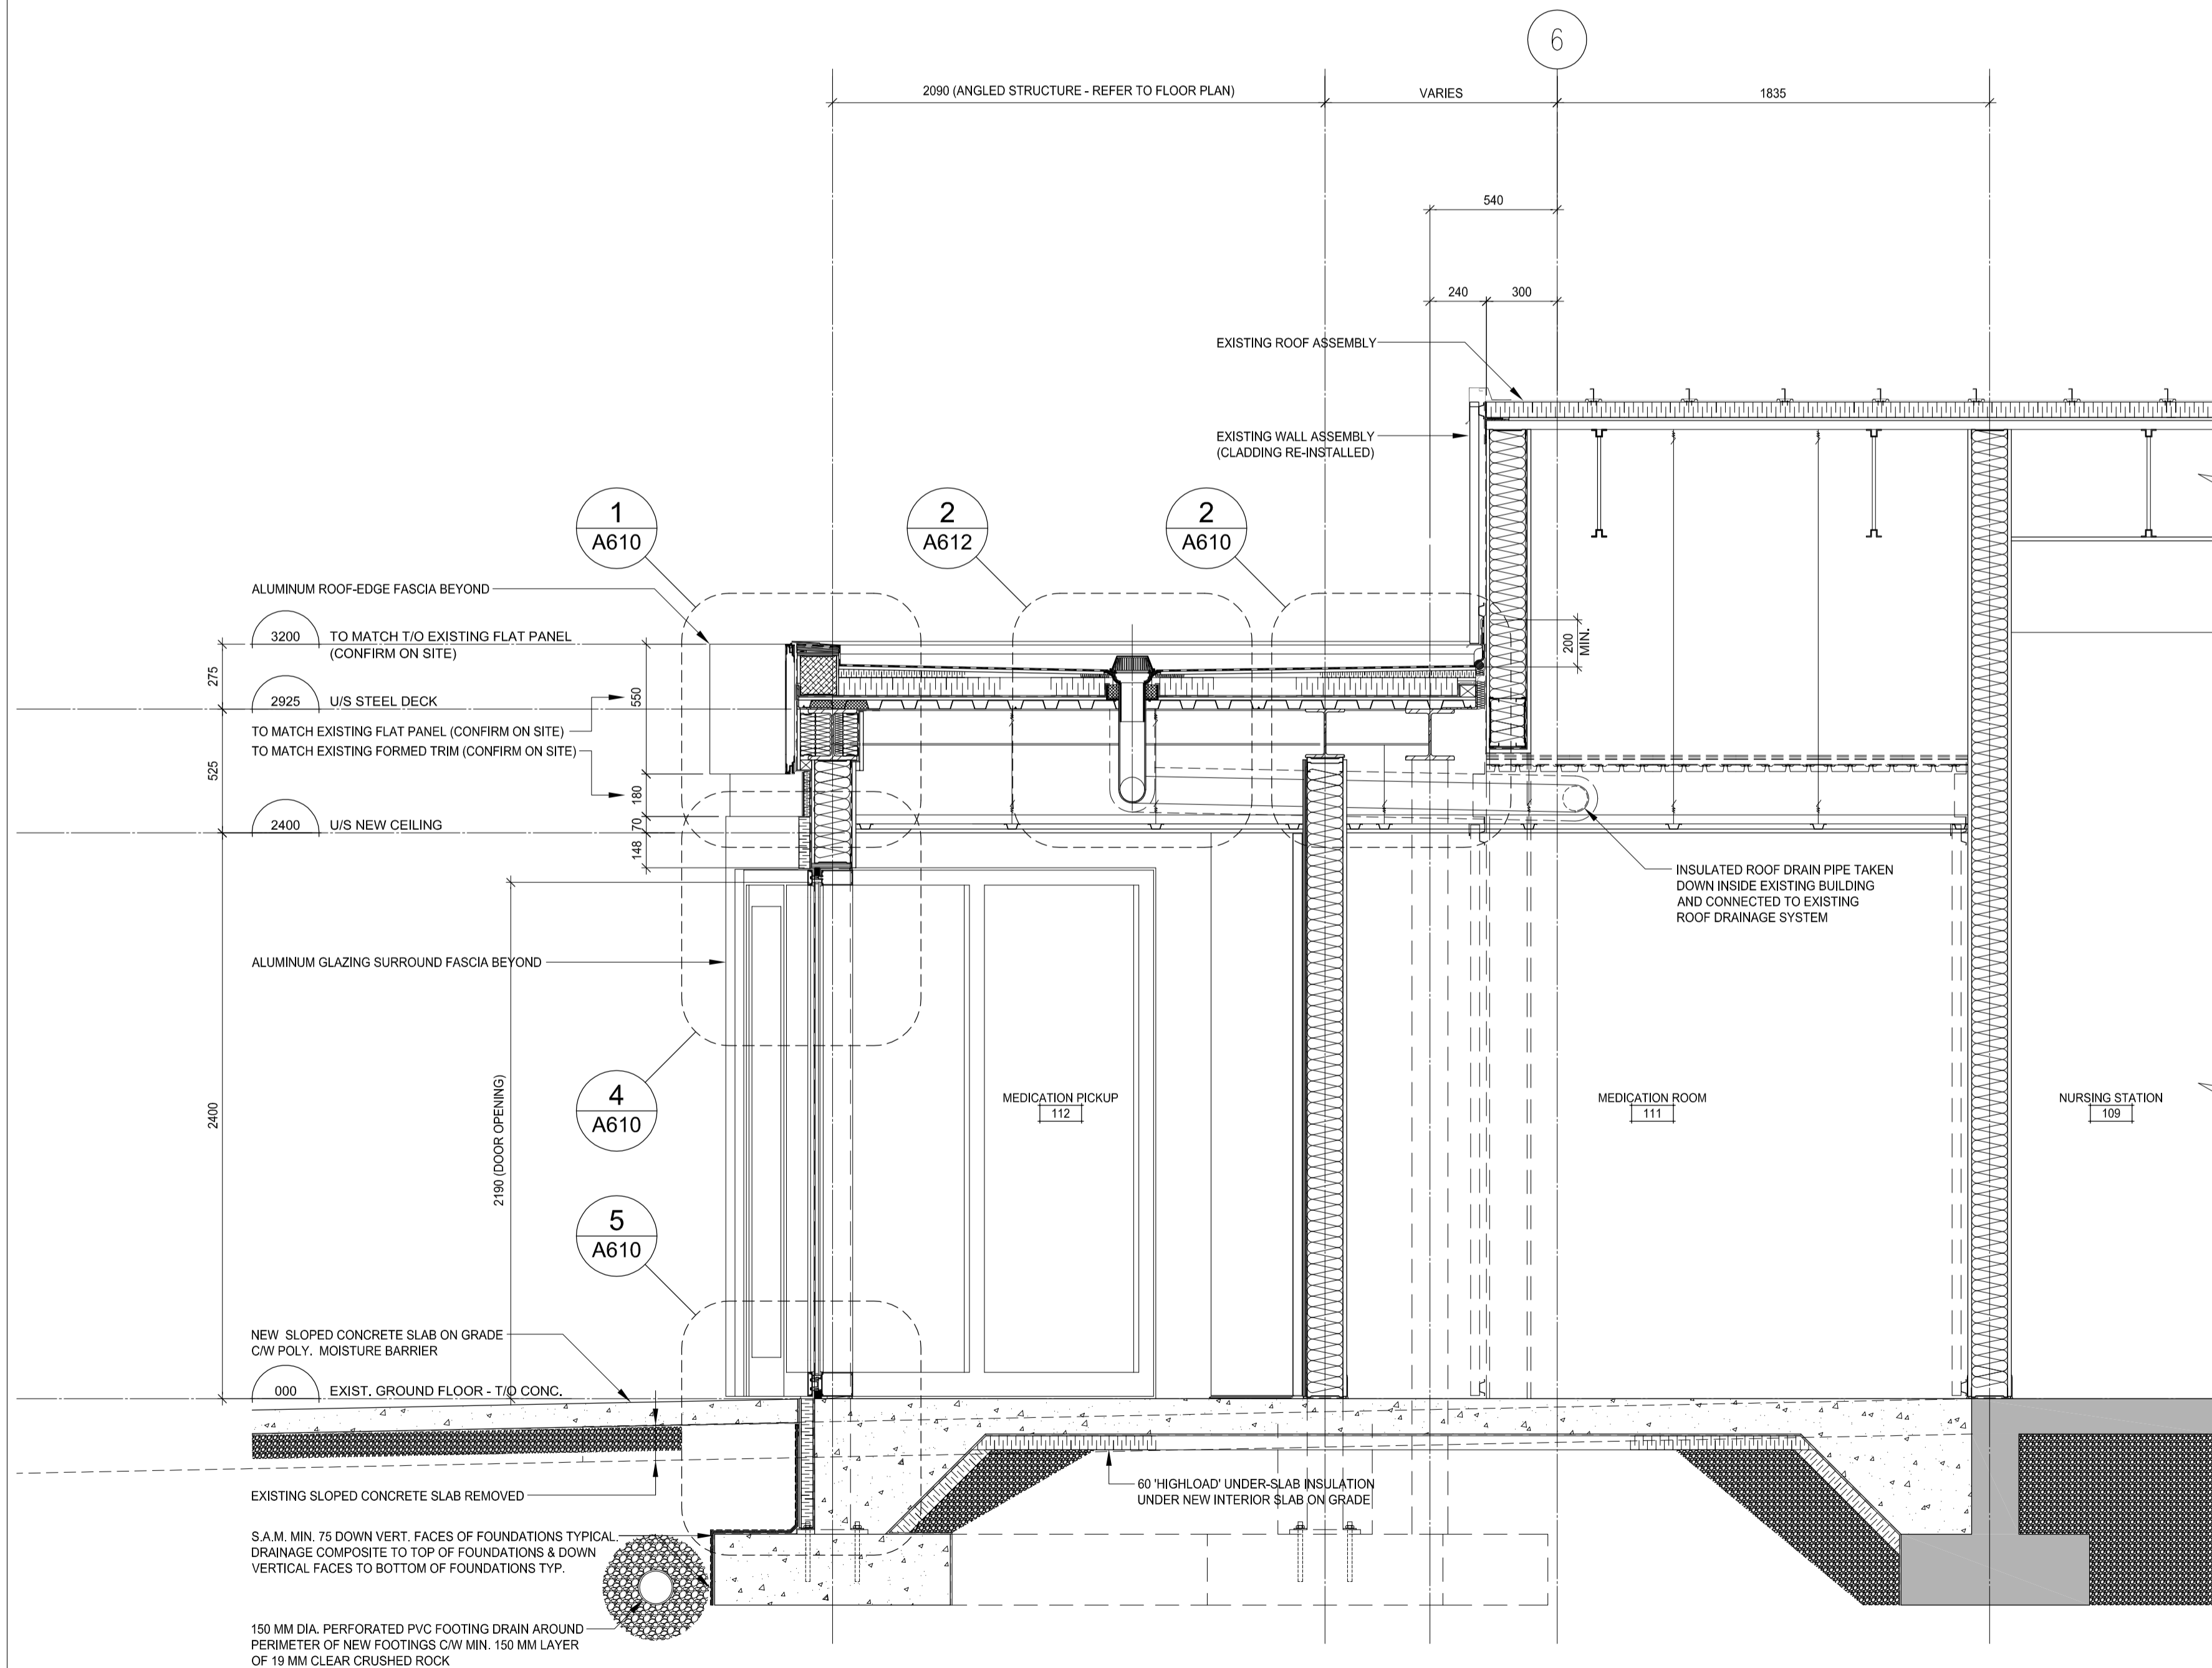 6
2090 (ANGLED STRUCTURE - REFER TO FLOOR PLAN)
VARIES
1835
540
240
300
EXISTING ROOF ASSEMBLY
EXISTING WALL ASSEMBLY
(CLADDING RE-INSTALLED)
1
A610
2
A612
2
A610
ALUMINUM ROOF-EDGE FASCIA BEYOND
3200
TO MATCH T/O EXISTING FLAT PANEL
(CONFIRM ON SITE)
200
MIN.
275
550
2925
U/S STEEL DECK
TO MATCH EXISTING FLAT PANEL (CONFIRM ON SITE)
TO MATCH EXISTING FORMED TRIM (CONFIRM ON SITE)
525
180
70
148
2400
U/S NEW CEILING
INSULATED ROOF DRAIN PIPE TAKEN
DOWN INSIDE EXISTING BUILDING
AND CONNECTED TO EXISTING
ROOF DRAINAGE SYSTEM
ALUMINUM GLAZING SURROUND FASCIA BEYOND
2400
2190 (DOOR OPENING)
4
A610
MEDICATION PICKUP
112
MEDICATION ROOM
111
NURSING STATION
109
5
A610
NEW SLOPED CONCRETE SLAB ON GRADE
C/W POLY. MOISTURE BARRIER
000
EXIST. GROUND FLOOR - T/O CONC.
EXISTING SLOPED CONCRETE SLAB REMOVED
60 'HIGHLOAD' UNDER-SLAB INSULATION
UNDER NEW INTERIOR SLAB ON GRADE
S.A.M. MIN. 75 DOWN VERT. FACES OF FOUNDATIONS TYPICAL.
DRAINAGE COMPOSITE TO TOP OF FOUNDATIONS & DOWN
VERTICAL FACES TO BOTTOM OF FOUNDATIONS TYP.
150 MM DIA. PERFORATED PVC FOOTING DRAIN AROUND
PERIMETER OF NEW FOOTINGS C/W MIN. 150 MM LAYER
OF 19 MM CLEAR CRUSHED ROCK